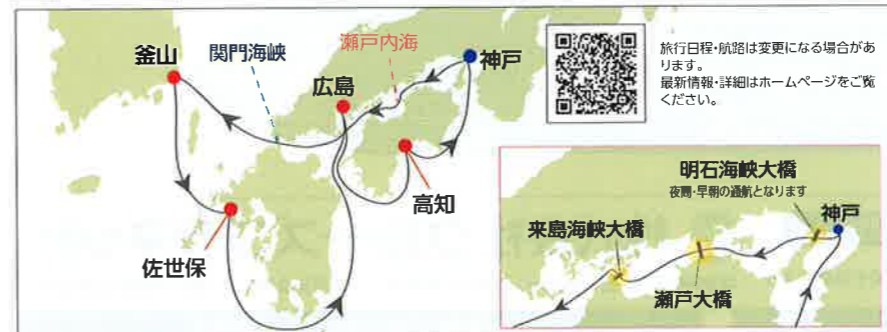 釜山
関門海峡
瀬戸内海
神戸
広島
高知
佐世保
旅行日程・航路は変更になる場合があ
ります。
最新情報・詳細はホームページをご覧
ください。
明石海峡大橋
夜間・早朝の通航となります
神戸
来島海峡大橋
瀬戸大橋